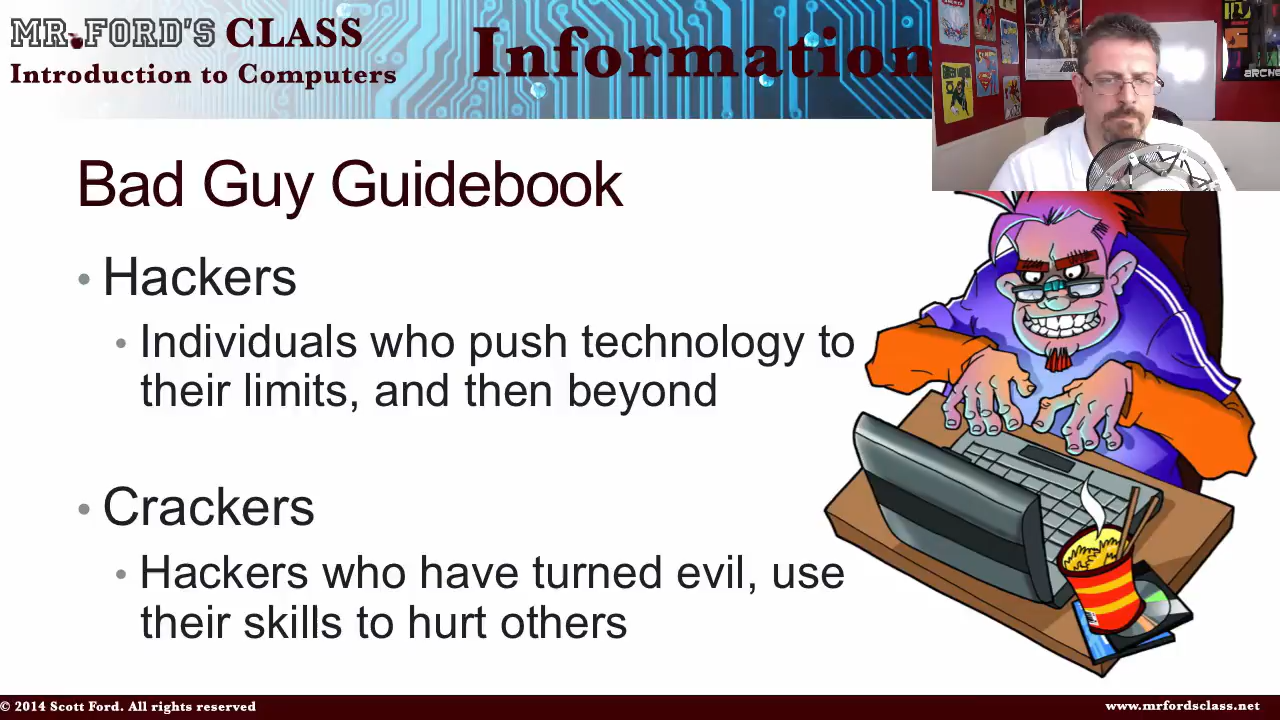 MR.FORD'S CLASS
Introduction to Computers
Information
Bad Guy Guidebook
• Hackers
• Individuals who push technology to
their limits, and then beyond
• Crackers
• Hackers who have turned evil, use
their skills to hurt others
© 2014 Scott Ford. All rights reserved
www.mrfordsclass.net